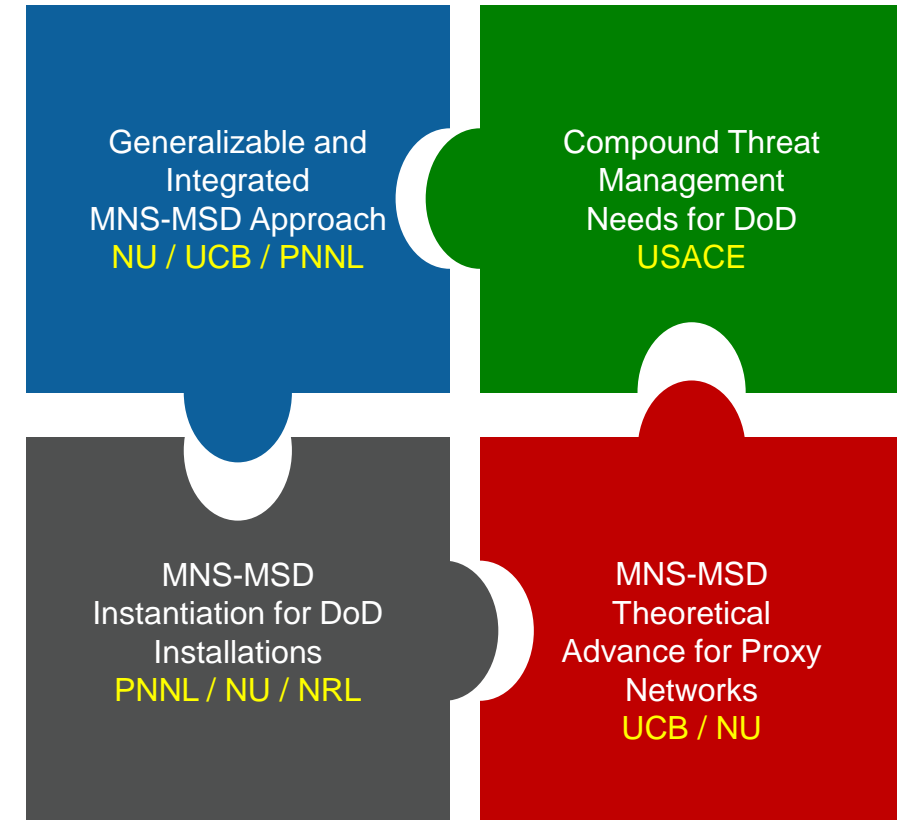 Generalizable and
Integrated
MNS-MSD Approach
NU / UCB / PNNL
Compound Threat
Management
Needs for DoD
USACE
MNS-MSD
Instantiation for DoD
Installations
PNNL / NU / NRL
MNS-MSD
Theoretical
Advance for Proxy
Networks
UCB / NU